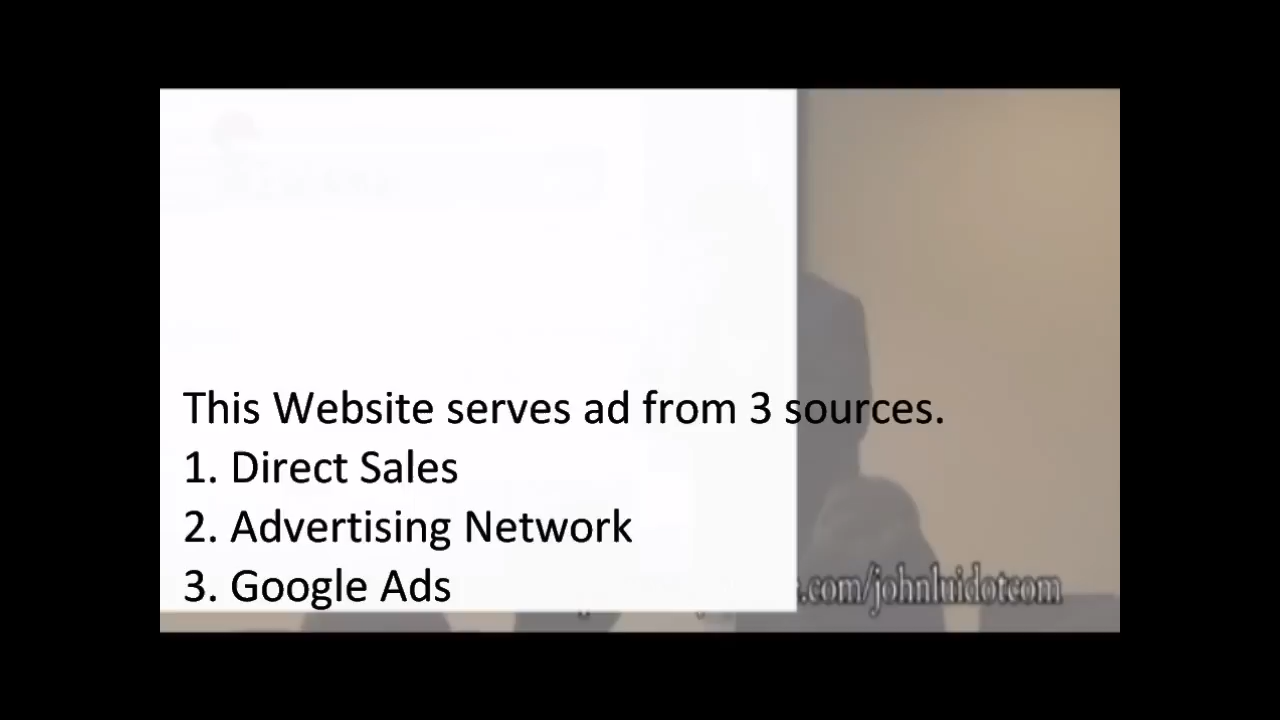 This Website serves ad from 3 sources.
1. Direct Sales
2. Advertising Network
3. Google Ads
.com/johnluidotcom